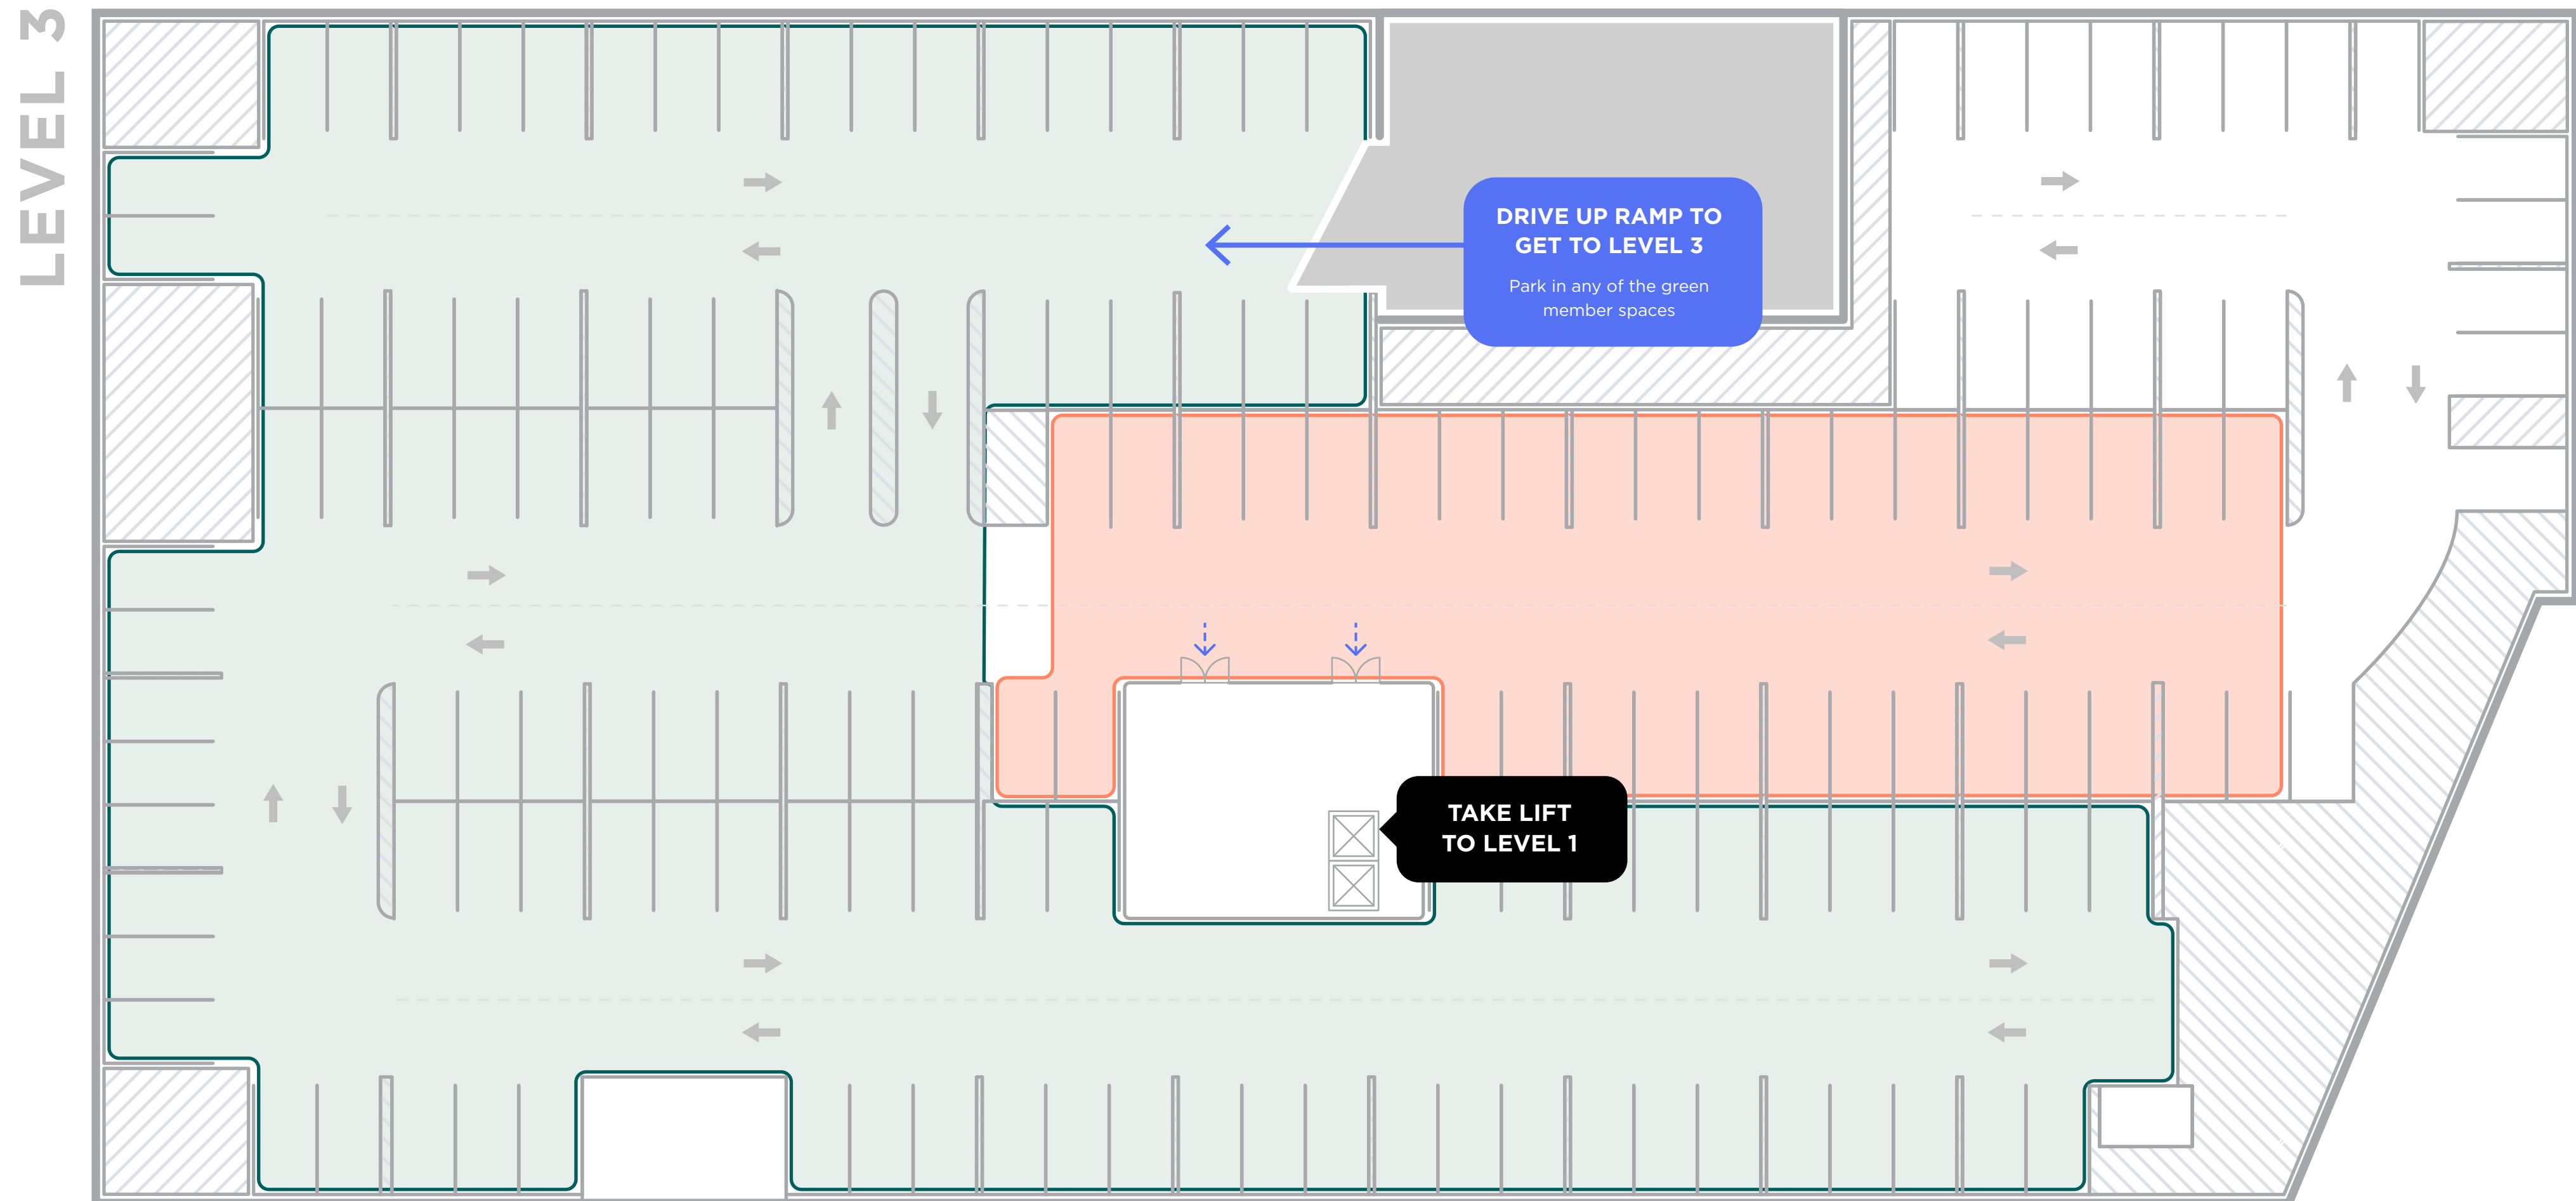 LEVEL 3
DRIVE UP RAMP TO
GET TO LEVEL 3
Park in any of the green
member spaces
TAKE LIFT
TO LEVEL 1